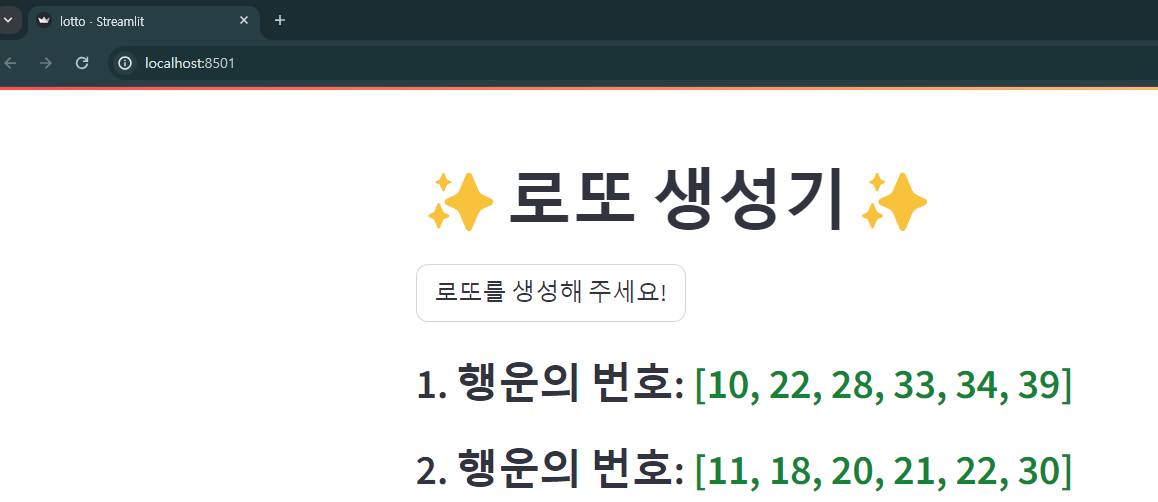 lotto · Streamlit
localhost:8501
✨ 로또 생성기 ✨
로또를 생성해 주세요!
1. 행운의 번호: [10, 22, 28, 33, 34, 39]
2. 행운의 번호: [11, 18, 20, 21, 22, 30]